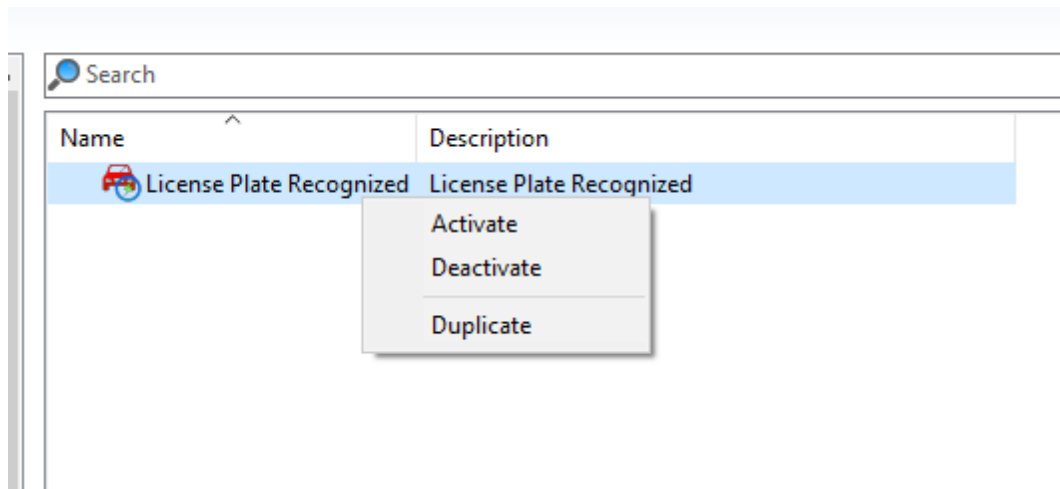 Search
Name Description
License Plate Recognized License Plate Recognized
Activate
Deactivate
Duplicate